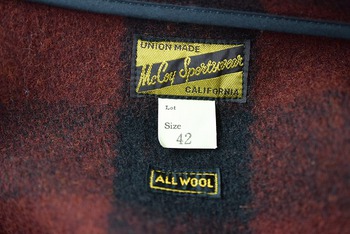 UNION MADE
McCoy Sportswear
CALIFORNIA
Lot
Size
42
ALL WOOL